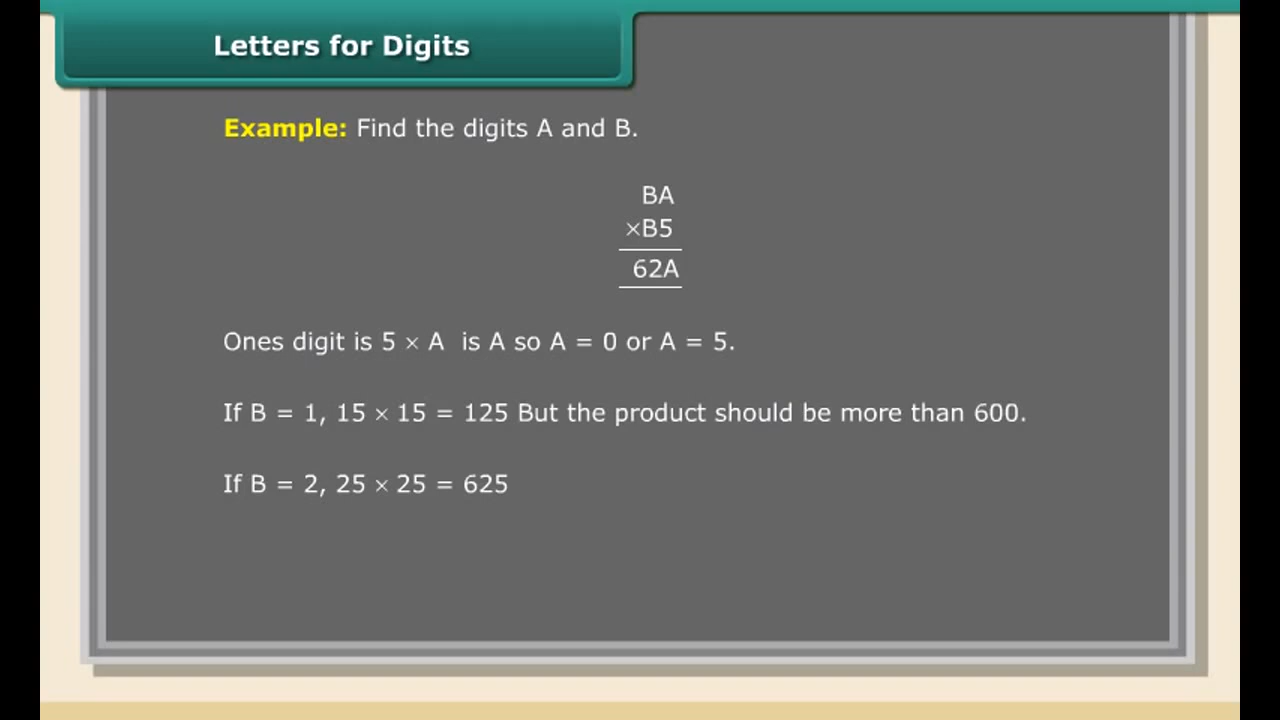 Letters for Digits
Example: Find the digits A and B.
BA
×B5
62A
Ones digit is 5 × A is A so A = 0 or A = 5.
If B = 1, 15 × 15 = 125 But the product should be more than 600.
If B = 2, 25 × 25 = 625